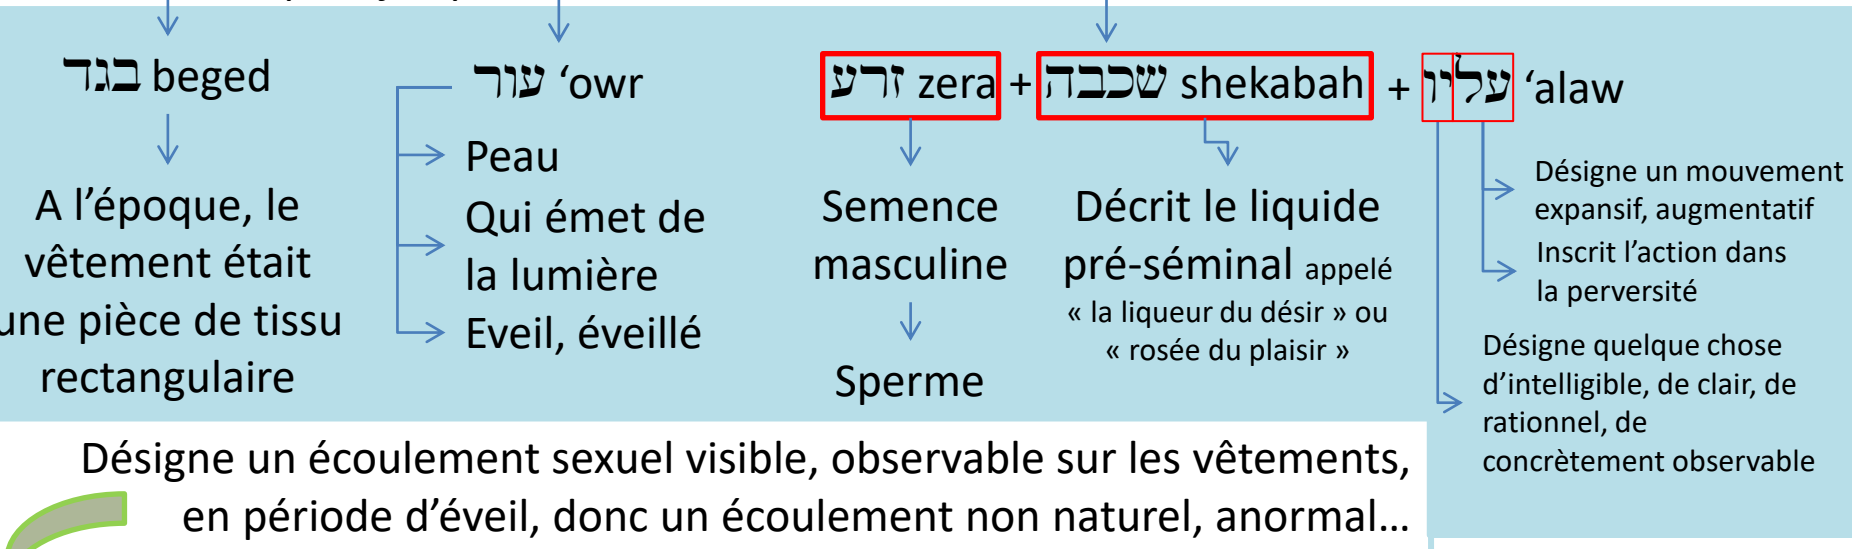 בגד beged
עור ‘owr
זרע zera + שכבה shekabah + עליו ‘alaw
A l’époque, le
vêtement était
une pièce de tissu
rectangulaire
Peau
Qui émet de
la lumière
Eveil, éveillé
Semence
masculine
Sperme
Décrit le liquide
pré-séminal appelé
« la liqueur du désir » ou
« rosée du plaisir »
Désigne un mouvement
expansif, augmentatif
Inscrit l’action dans
la perversité
Désigne quelque chose
d’intelligible, de clair, de
rationnel, de
concrètement observable
Désigne un écoulement sexuel visible, observable sur les vêtements,
en période d’éveil, donc un écoulement non naturel, anormal…